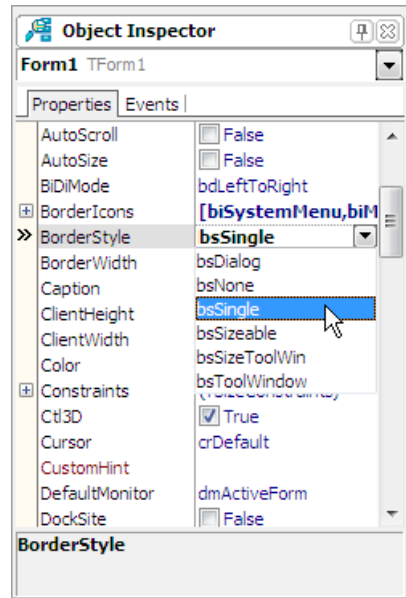 Object Inspector
Form1 TForm1
Properties Events
AutoScroll False
AutoSize False
BiDiMode bdLeftToRight
BorderIcons [biSystemMenu,biM
BorderStyle bsSingle
BorderWidth bsDialog
Caption bsNone
ClientHeight bsSingle
ClientWidth bsSizeable
Color bsSizeToolWin
Constraints bsToolWindow
Ctl3D True
Cursor crDefault
CustomHint
DefaultMonitor dmActiveForm
DockSite False
BorderStyle